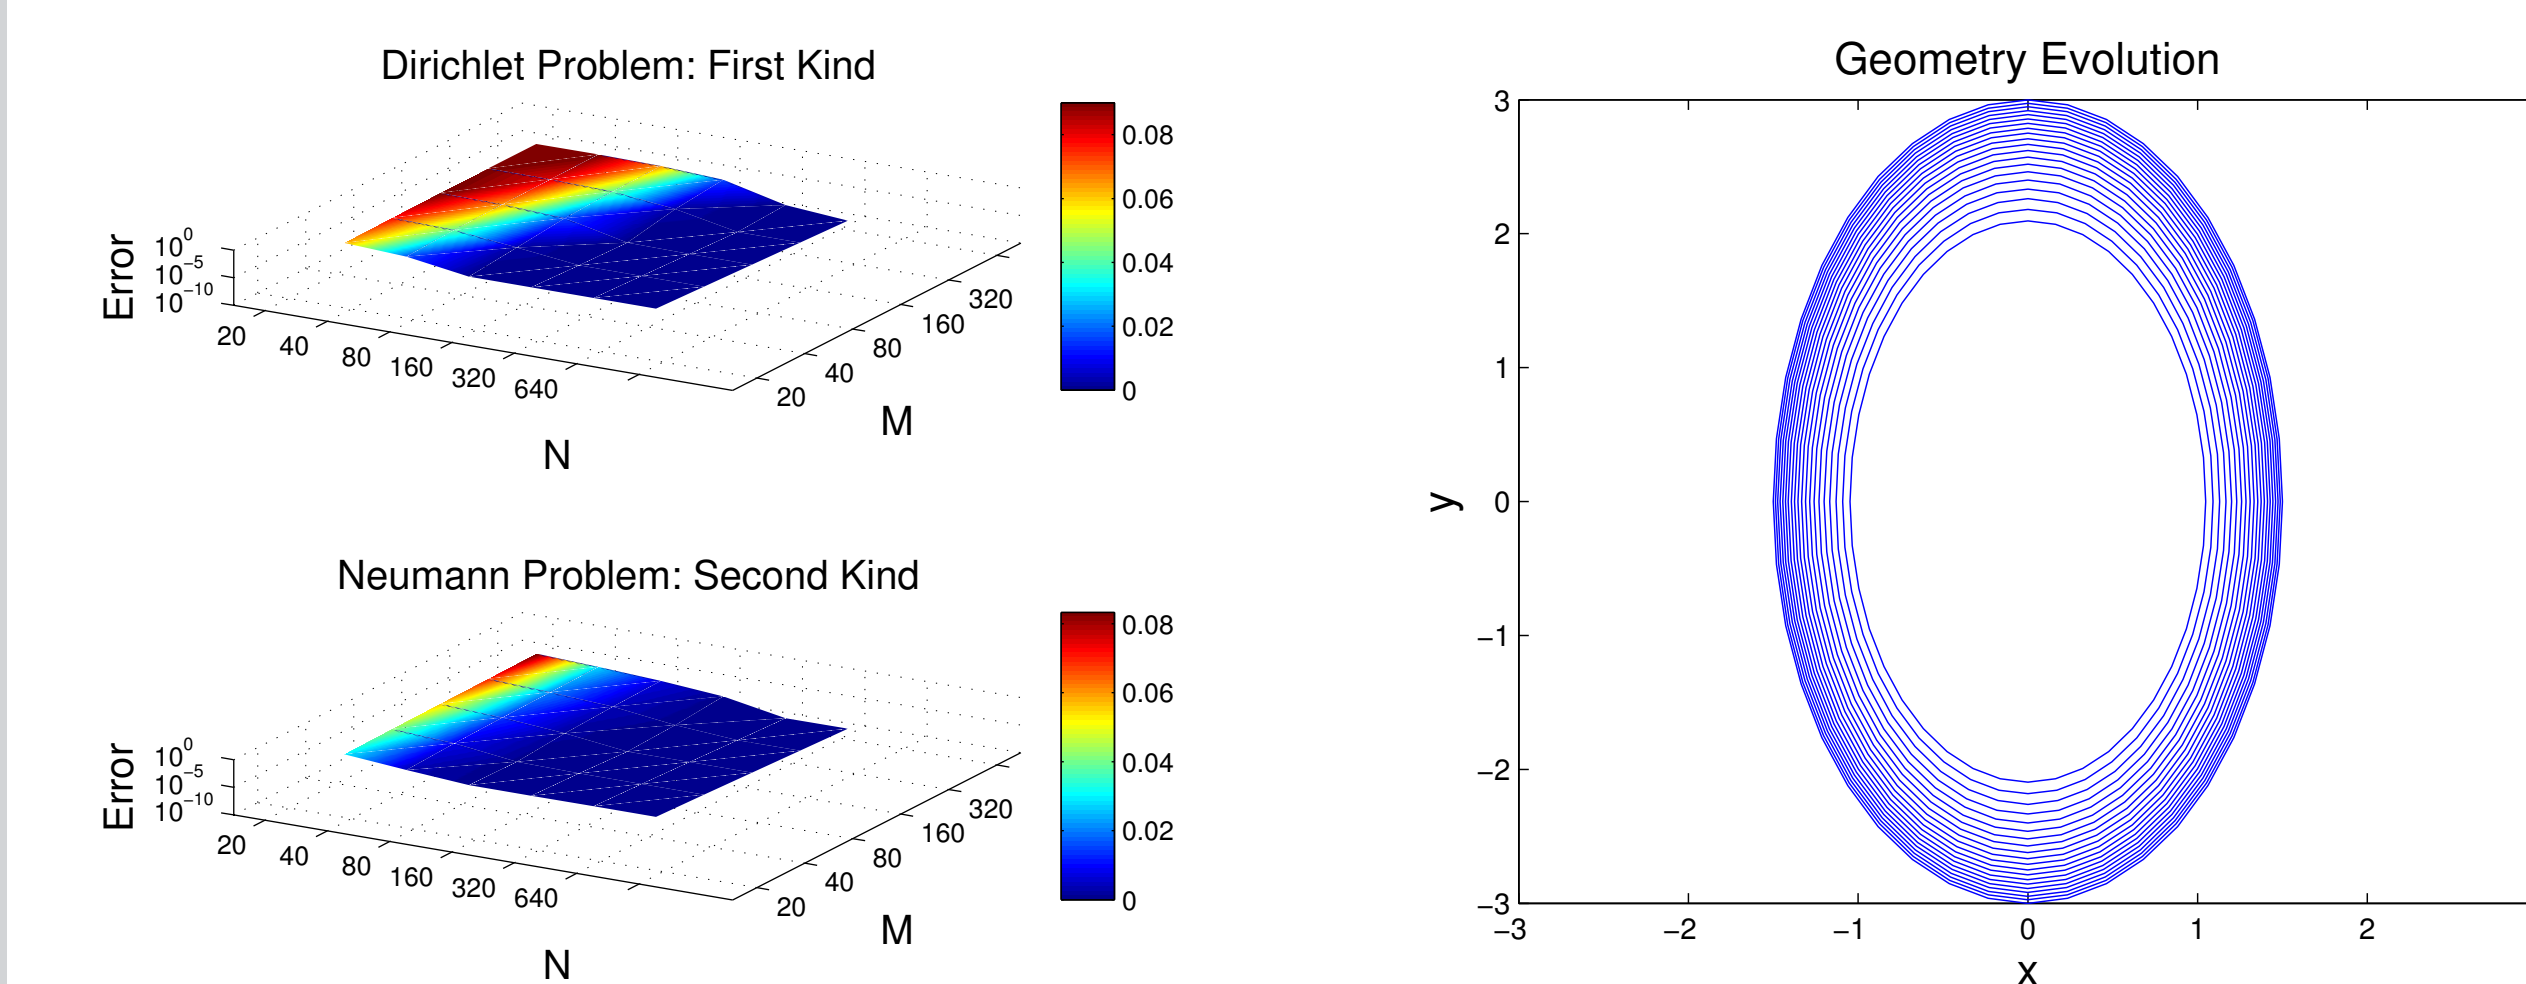 Dirichlet Problem: First Kind
Error
10^0
10^−5
10^−10
20 40 80 160 320 640
N
20 40 80 160 320
M
0.08
0.06
0.04
0.02
0
Neumann Problem: Second Kind
Error
10^0
10^−5
10^−10
20 40 80 160 320 640
N
20 40 80 160 320
M
0.08
0.06
0.04
0.02
0
Geometry Evolution
y
3
2
1
0
−1
−2
−3
−3 −2 −1 0 1 2
x